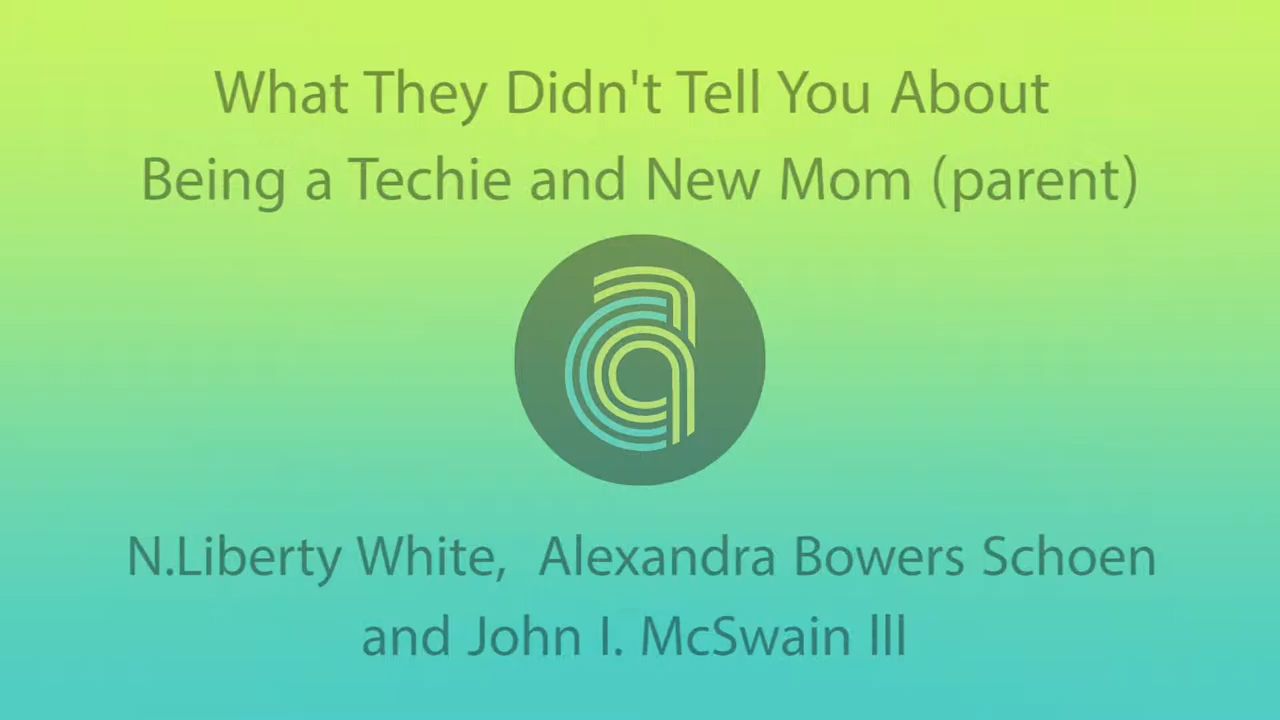 What They Didn't Tell You About
Being a Techie and New Mom (parent)
N.Liberty White,  Alexandra Bowers Schoen
and John I. McSwain lll